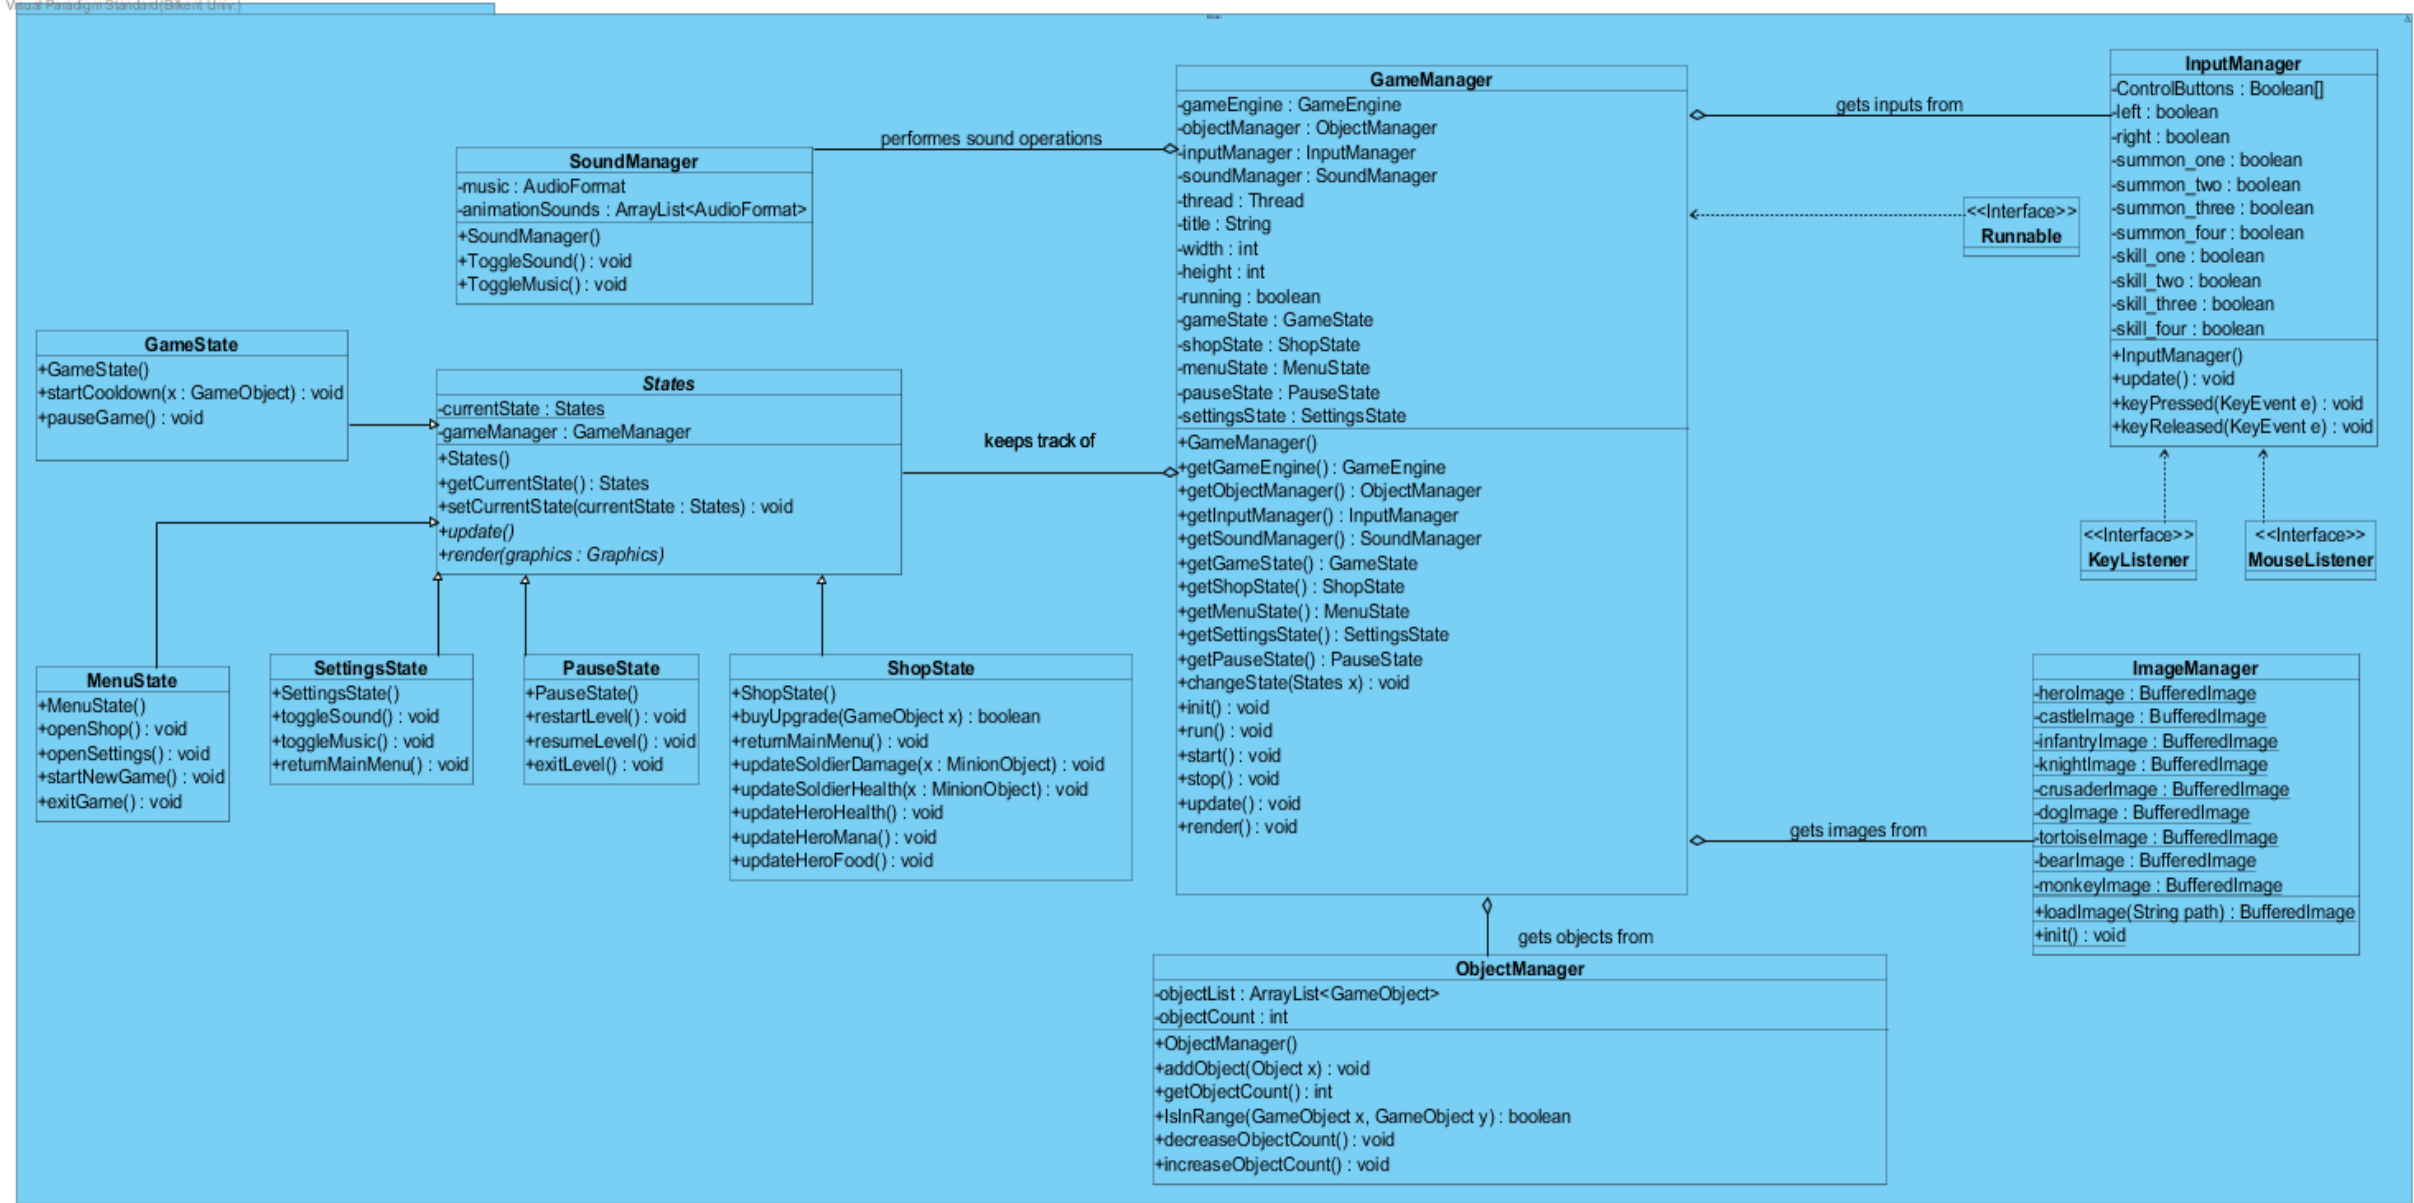 Visual Paradigm Standard(Bilkent Univ.)
GameManager
-gameEngine : GameEngine
-objectManager : ObjectManager
-inputManager : InputManager
-soundManager : SoundManager
-thread : Thread
-title : String
-width : int
-height : int
-running : boolean
-gameState : GameState
-shopState : ShopState
-menuState : MenuState
-pauseState : PauseState
-settingsState : SettingsState
+GameManager()
+getGameEngine() : GameEngine
+getObjectManager() : ObjectManager
+getInputManager() : InputManager
+getSoundManager() : SoundManager
+getGameState() : GameState
+getShopState() : ShopState
+getMenuState() : MenuState
+getSettingsState() : SettingsState
+getPauseState() : PauseState
+changeState(States x) : void
+init() : void
+run() : void
+start() : void
+stop() : void
+update() : void
+render() : void
InputManager
-ControlButtons : Boolean[]
-left : boolean
-right : boolean
-summon_one : boolean
-summon_two : boolean
-summon_three : boolean
-summon_four : boolean
-skill_one : boolean
-skill_two : boolean
-skill_three : boolean
-skill_four : boolean
+InputManager()
+update() : void
+keyPressed(KeyEvent e) : void
+keyReleased(KeyEvent e) : void
gets inputs from
performes sound operations
SoundManager
-music : AudioFormat
-animationSounds : ArrayList<AudioFormat>
+SoundManager()
+ToggleSound() : void
+ToggleMusic() : void
<<Interface>>
Runnable
GameState
+GameState()
+startCooldown(x : GameObject) : void
+pauseGame() : void
States
-currentState : States
-gameManager : GameManager
+States()
+getCurrentState() : States
+setCurrentState(currentState : States) : void
+update()
+render(graphics : Graphics)
keeps track of
<<Interface>>
KeyListener
<<Interface>>
MouseListener
MenuState
+MenuState()
+openShop() : void
+openSettings() : void
+startNewGame() : void
+exitGame() : void
SettingsState
+SettingsState()
+toggleSound() : void
+toggleMusic() : void
+returnMainMenu() : void
PauseState
+PauseState()
+restartLevel() : void
+resumeLevel() : void
+exitLevel() : void
ShopState
+ShopState()
+buyUpgrade(GameObject x) : boolean
+returnMainMenu() : void
+updateSoldierDamage(x : MinionObject) : void
+updateSoldierHealth(x : MinionObject) : void
+updateHeroHealth() : void
+updateHeroMana() : void
+updateHeroFood() : void
ImageManager
-heroImage : BufferedImage
-castleImage : BufferedImage
-infantryImage : BufferedImage
-knightImage : BufferedImage
-crusaderImage : BufferedImage
-dogImage : BufferedImage
-tortoiseImage : BufferedImage
-bearImage : BufferedImage
-monkeyImage : BufferedImage
+loadImage(String path) : BufferedImage
+init() : void
gets images from
gets objects from
ObjectManager
-objectList : ArrayList<GameObject>
-objectCount : int
+ObjectManager()
+addObject(Object x) : void
+getObjectCount() : int
+IsInRange(GameObject x, GameObject y) : boolean
+decreaseObjectCount() : void
+increaseObjectCount() : void